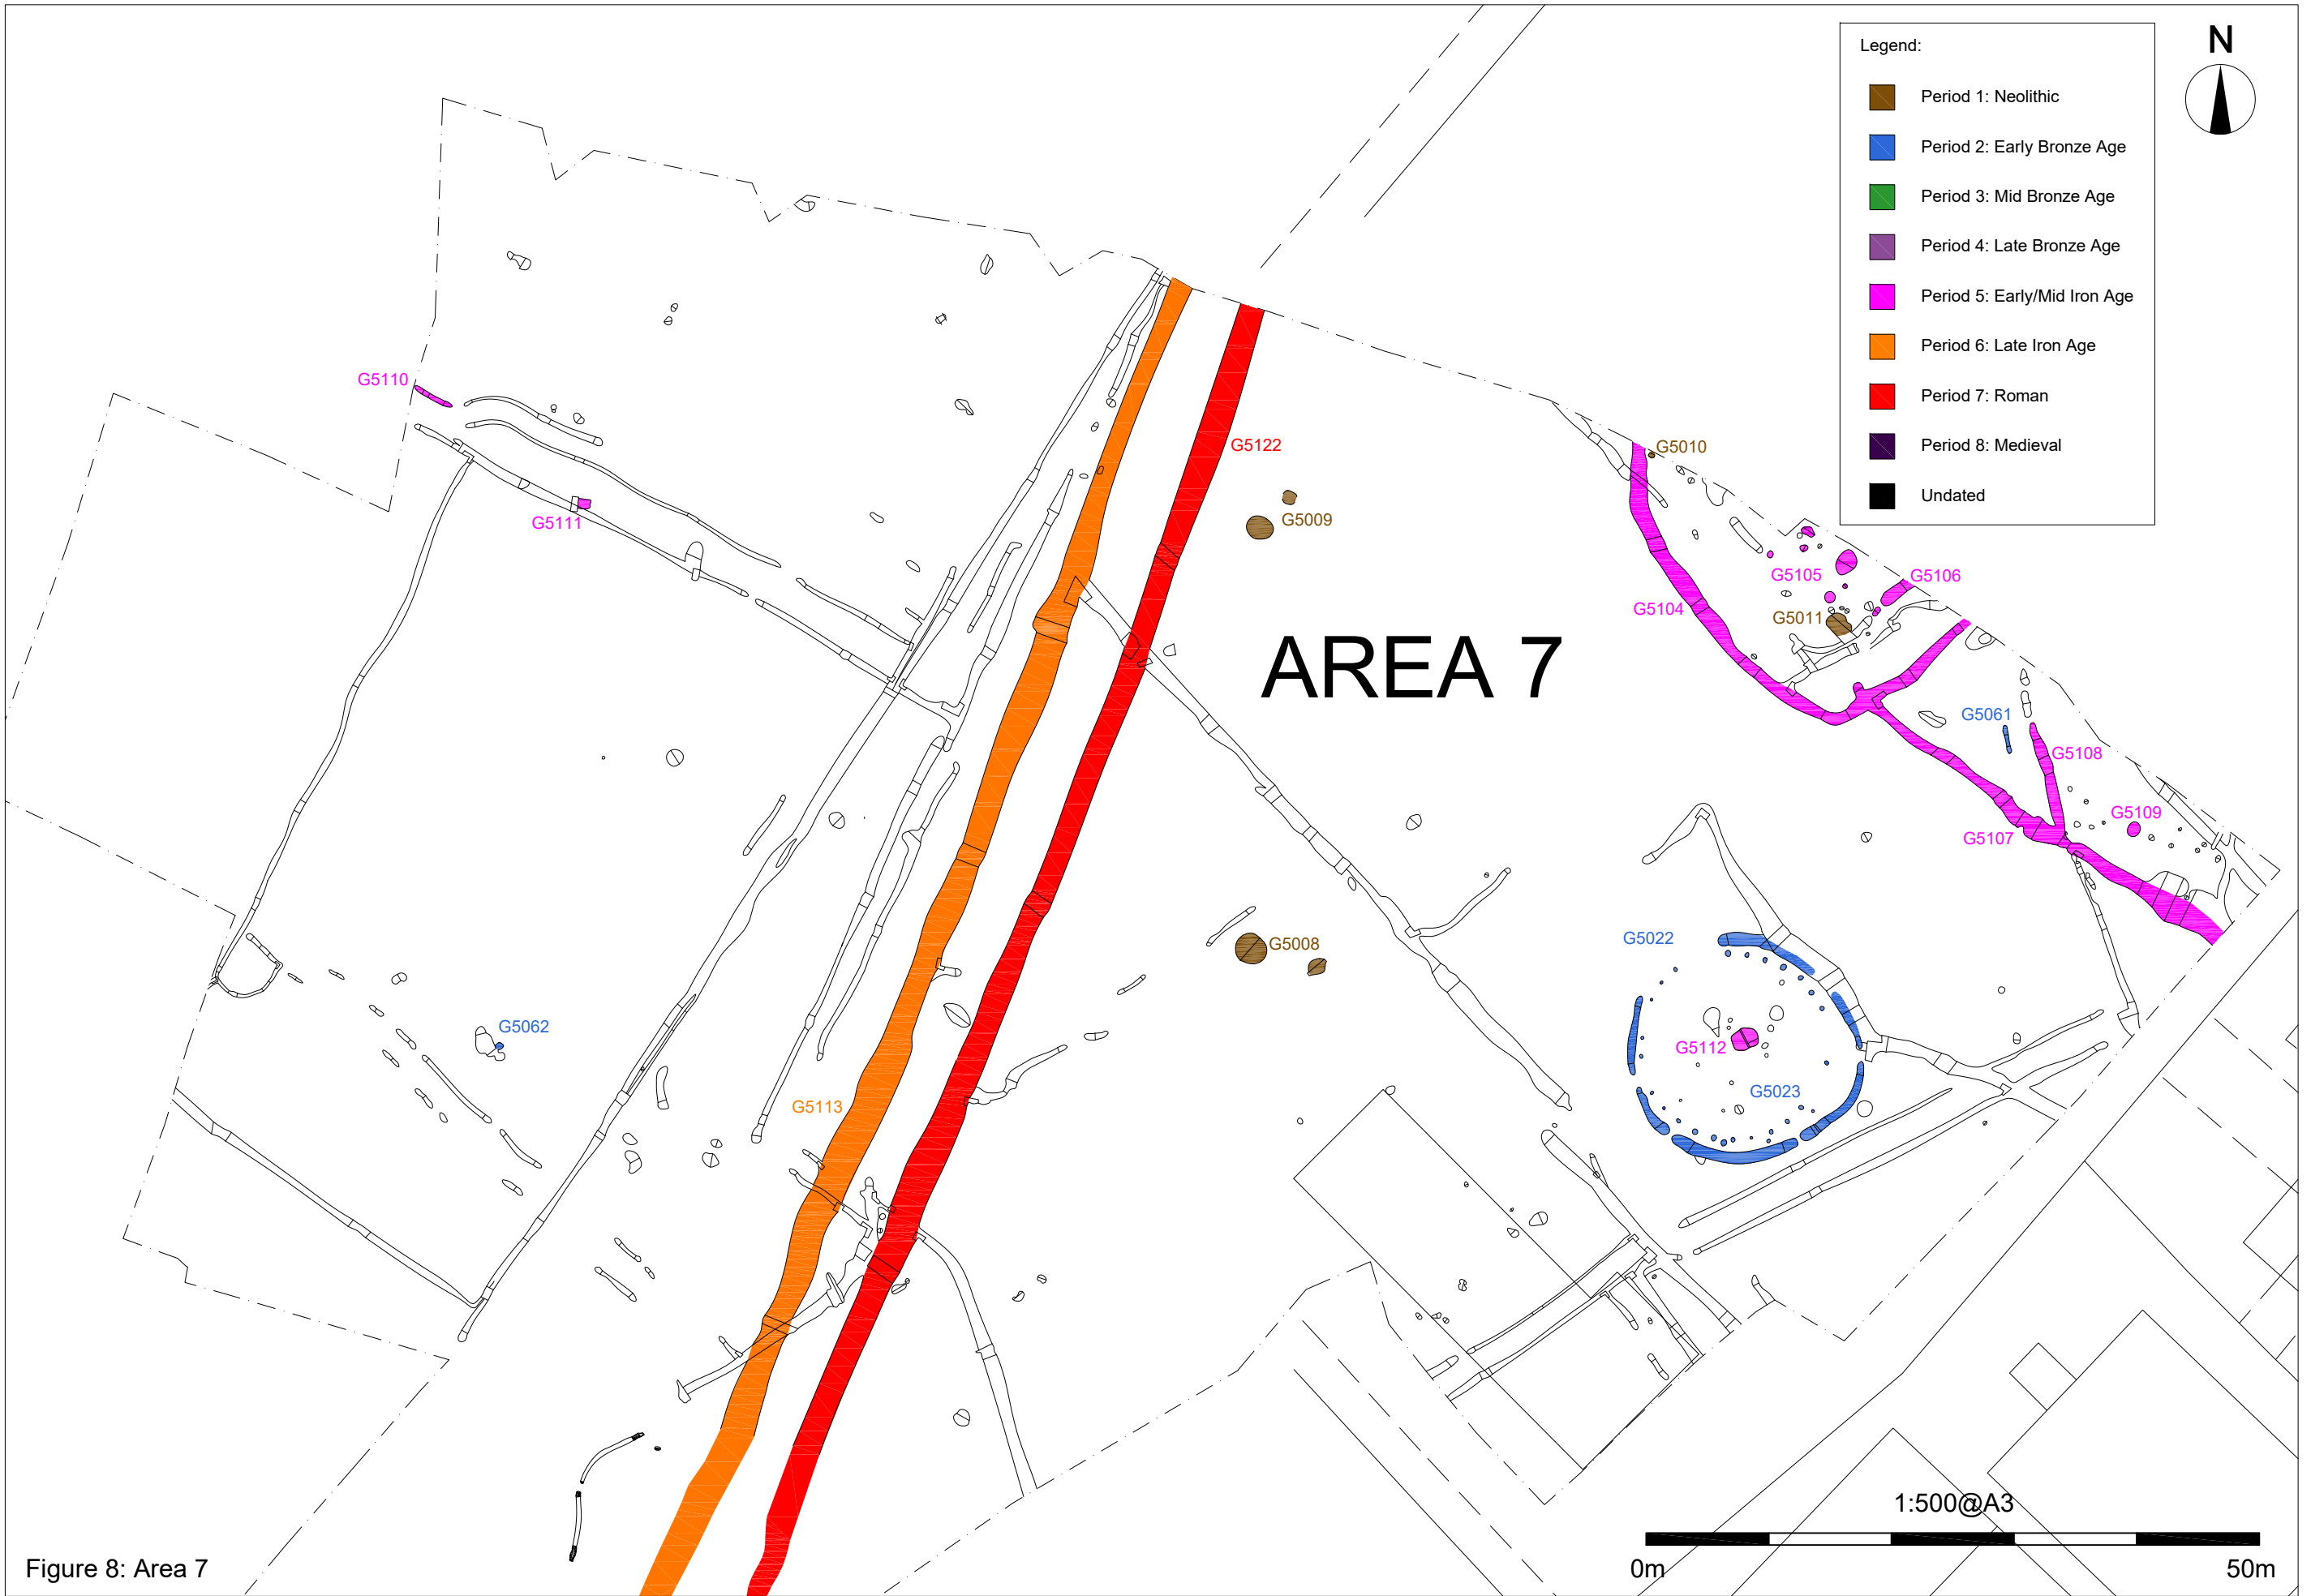 Legend:
N
Period 1: Neolithic
Period 2: Early Bronze Age
Period 3: Mid Bronze Age
Period 4: Late Bronze Age
Period 5: Early/Mid Iron Age
Period 6: Late Iron Age
Period 7: Roman
Period 8: Medieval
Undated
G5110
G5122
G5010
G5111
G5009
G5105
G5106
G5104
G5011
AREA 7
G5061
G5108
G5109
G5107
G5022
G5008
G5062
G5112
G5023
G5113
1:500@A3
Figure 8: Area 7
0m
50m